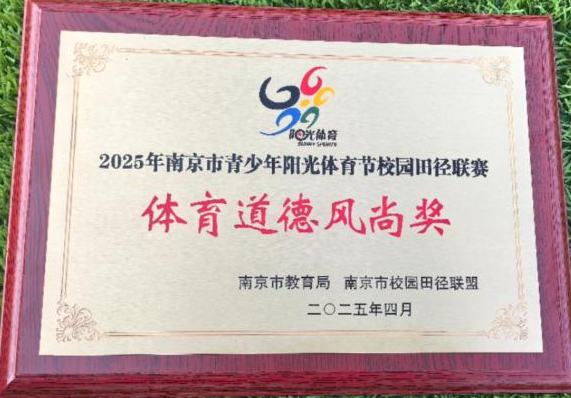 阳光体育
SUNNY SPORTS
2025年南京市青少年阳光体育节校园田径联赛
体育道德风尚奖
南京市教育局 南京市校园田径联盟
二〇二五年四月